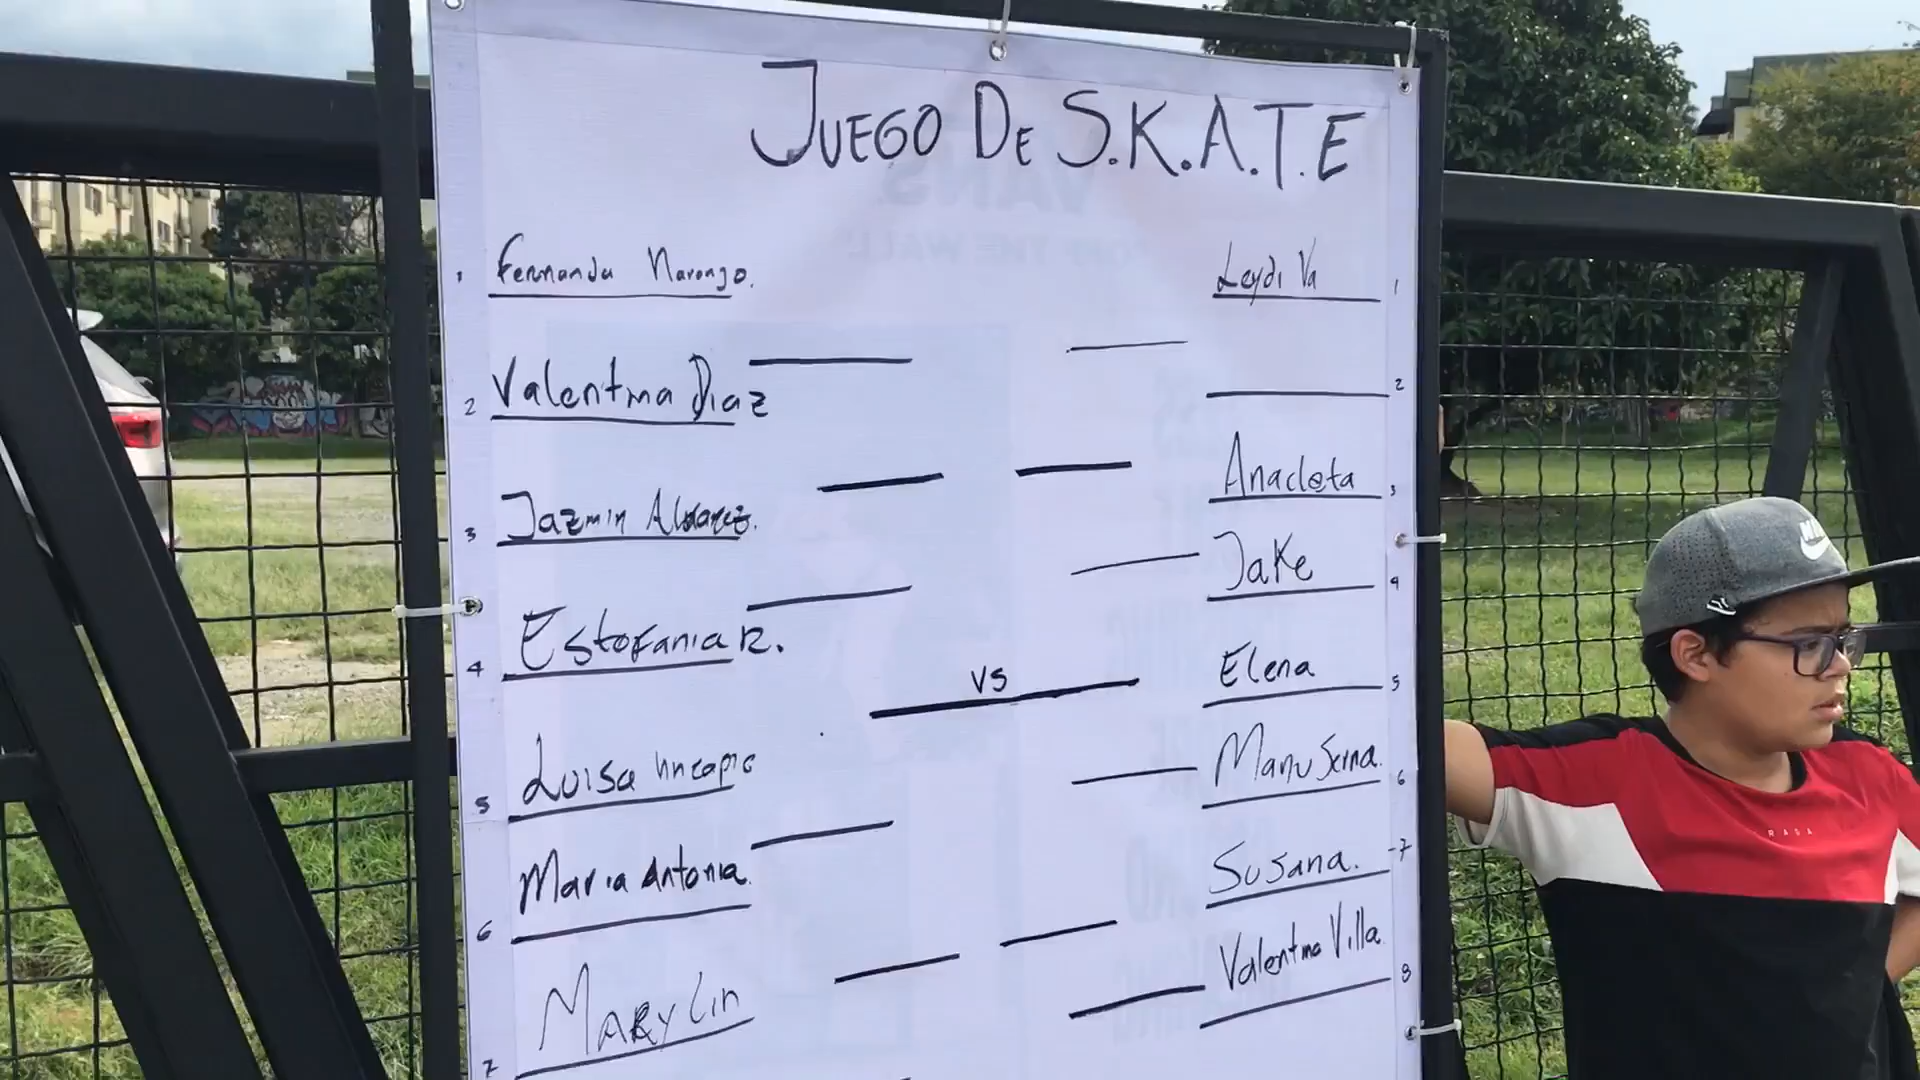 JUEGO DE S.K.A.T.E
1 Fernanda Naranjo.
Leydi Va 1
2 Valentina Diaz
2
3 Jazmin Alvarez.
Anacleta 3
Jake 4
4 Estefania R.
vs
Elena 5
5 Luisa
Manu Serna. 6
6 Maria Antonia.
Susana. -7
7 MARYLin
Valentina Villa. 8